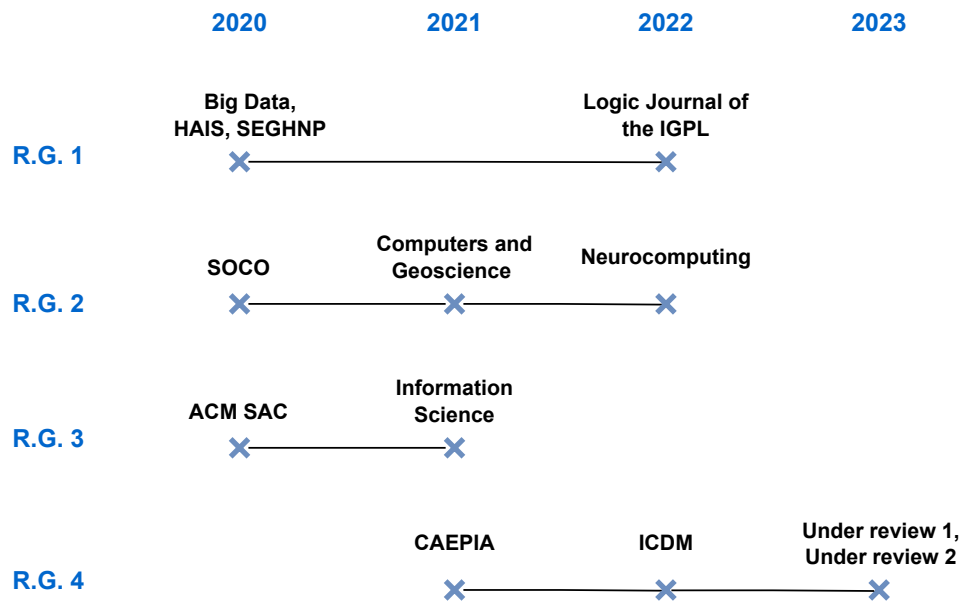 2020 2021 2022 2023
Big Data,
HAIS, SEGHNP
Logic Journal of
the IGPL
R.G. 1
SOCO
Computers and
Geoscience
Neurocomputing
R.G. 2
ACM SAC
Information
Science
R.G. 3
CAEPIA
ICDM
Under review 1,
Under review 2
R.G. 4